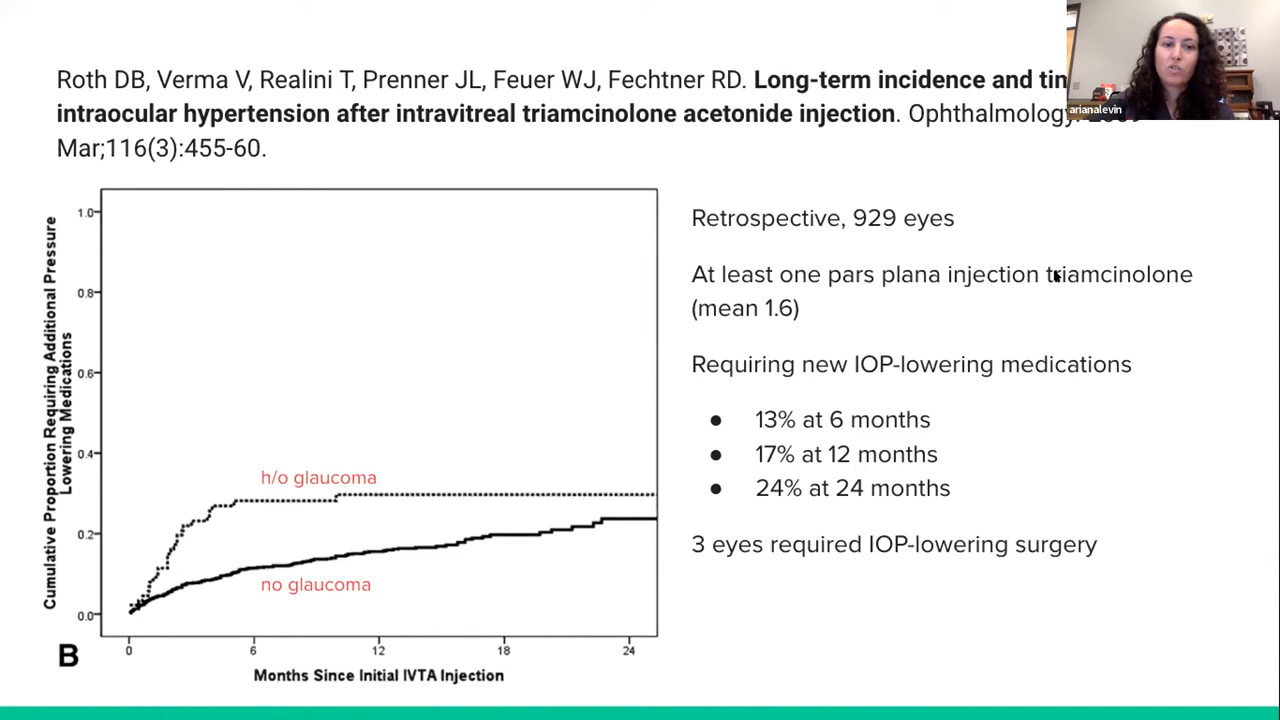 Roth DB, Verma V, Realini T, Prenner JL, Feuer WJ, Fechtner RD. Long-term incidence and
intraocular hypertension after intravitreal triamcinolone acetonide injection. Ophthalmology.
Mar;116(3):455-60.
arianalevin
Cumulative Proportion Requiring Additional Pressure
Lowering Medications
1.0
0.8
0.6
0.4
0.2
0.0
h/o glaucoma
no glaucoma
0 6 12 18 24
B
Months Since Initial IVTA Injection
Retrospective, 929 eyes
At least one pars plana injection triamcinolone
(mean 1.6)
Requiring new IOP-lowering medications
● 13% at 6 months
● 17% at 12 months
● 24% at 24 months
3 eyes required IOP-lowering surgery